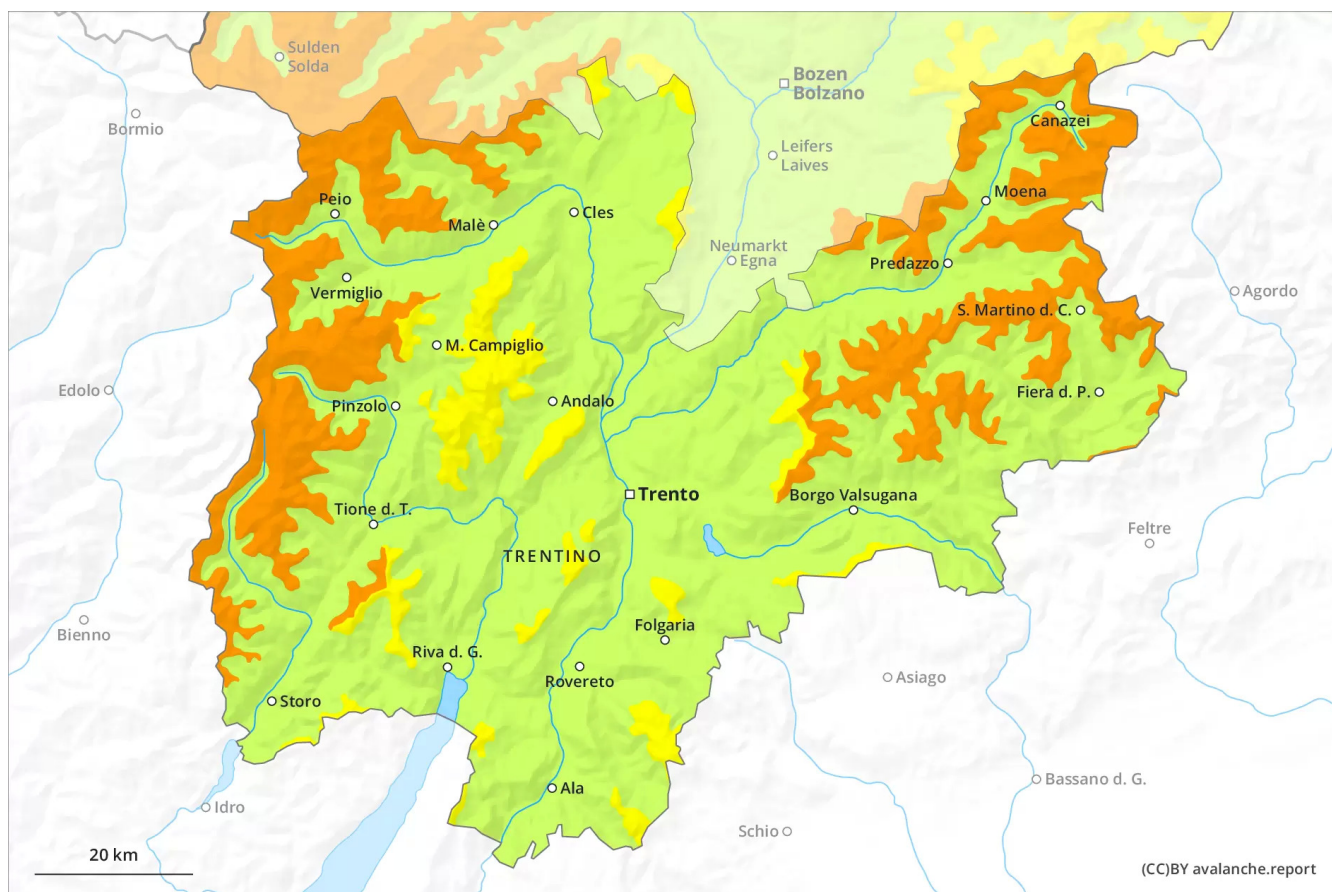 Sulden
Solda
Bozen
Bolzano
Bormio
Canazei
Leifers
Laives
Moena
Peio
Cles
Malè
Neumarkt
Egna
Predazzo
Vermiglio
Agordo
S. Martino d. C.
M. Campiglio
Edolo
Fiera d. P.
Andalo
Pinzolo
Trento
Borgo Valsugana
Tione d. T.
Feltre
TRENTINO
Bienno
Folgaria
Riva d. G.
Asiago
Rovereto
Storo
Bassano d. G.
Ala
Idro
Schio
20 km
(CC)BY avalanche.report